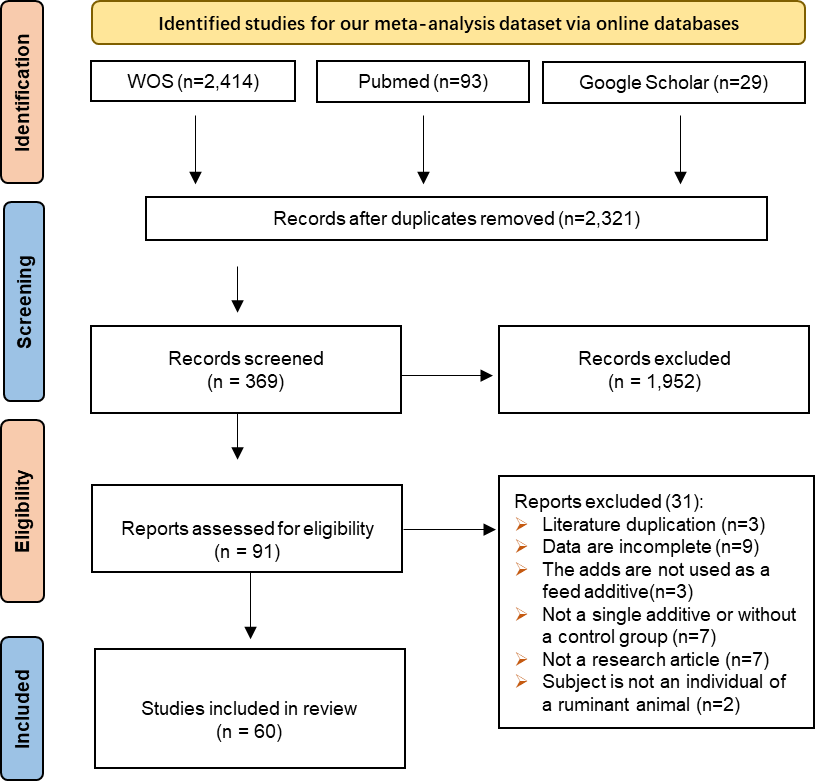 Identified studies for our meta-analysis dataset via online databases
Identification
WOS (n=2,414)
Pubmed (n=93)
Google Scholar (n=29)
Records after duplicates removed (n=2,321)
Screening
Records screened
(n = 369)
Records excluded
(n = 1,952)
Eligibility
Reports assessed for eligibility
(n = 91)
Reports excluded (31):
Literature duplication (n=3)
Data are incomplete (n=9)
The adds are not used as a
feed additive(n=3)
Not a single additive or without
a control group (n=7)
Not a research article (n=7)
Subject is not an individual of
a ruminant animal (n=2)
Included
Studies included in review
(n = 60)